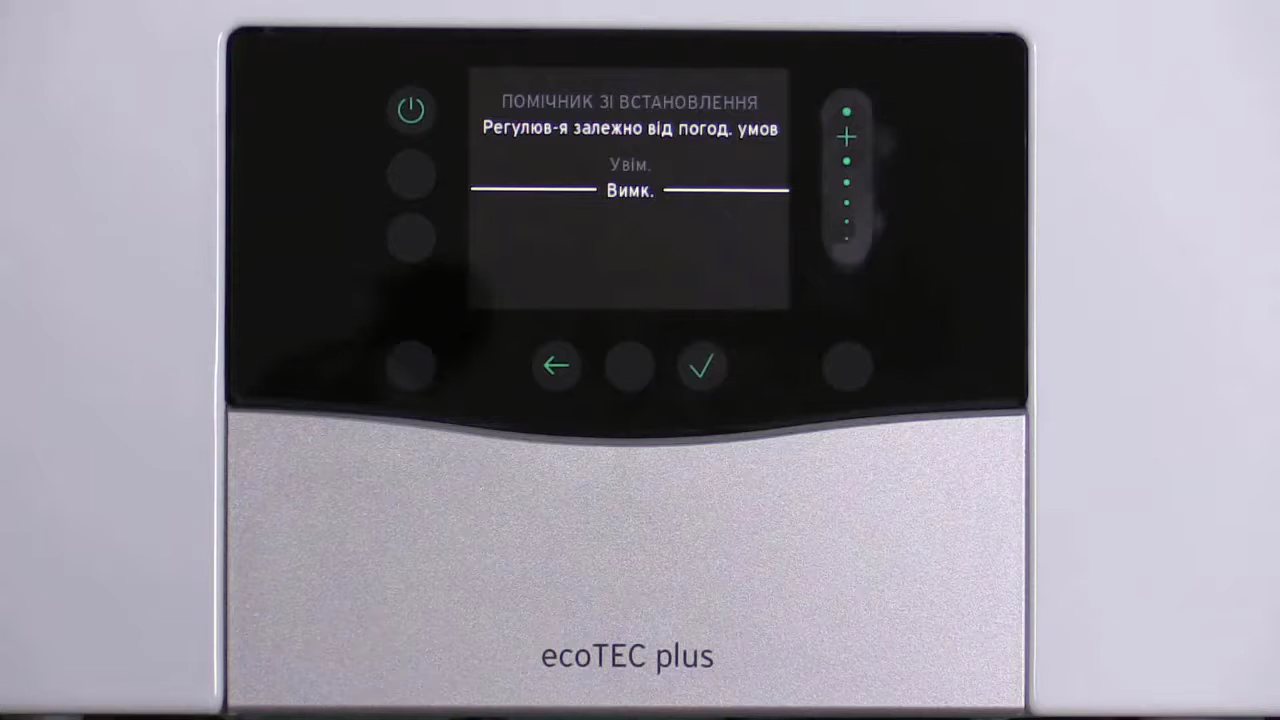 ПОМІЧНИК ЗІ ВСТАНОВЛЕННЯ
Регулюв-я залежно від погод. умов
Увім.
Вимк.
ecoTEC plus